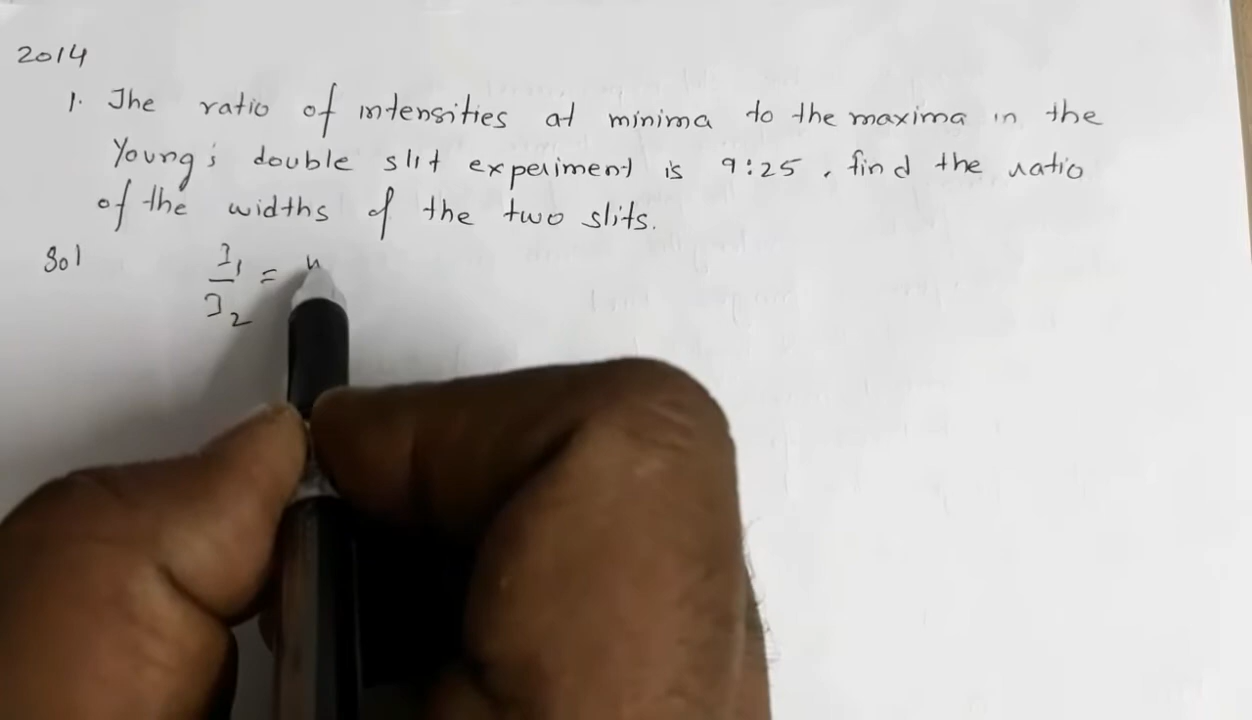 2014
1. The ratio of intensities at minima to the maxima in the
Young's double slit experiment is 9:25, find the ratio
of the widths of the two slits.
Sol
I₁
/I₂ =